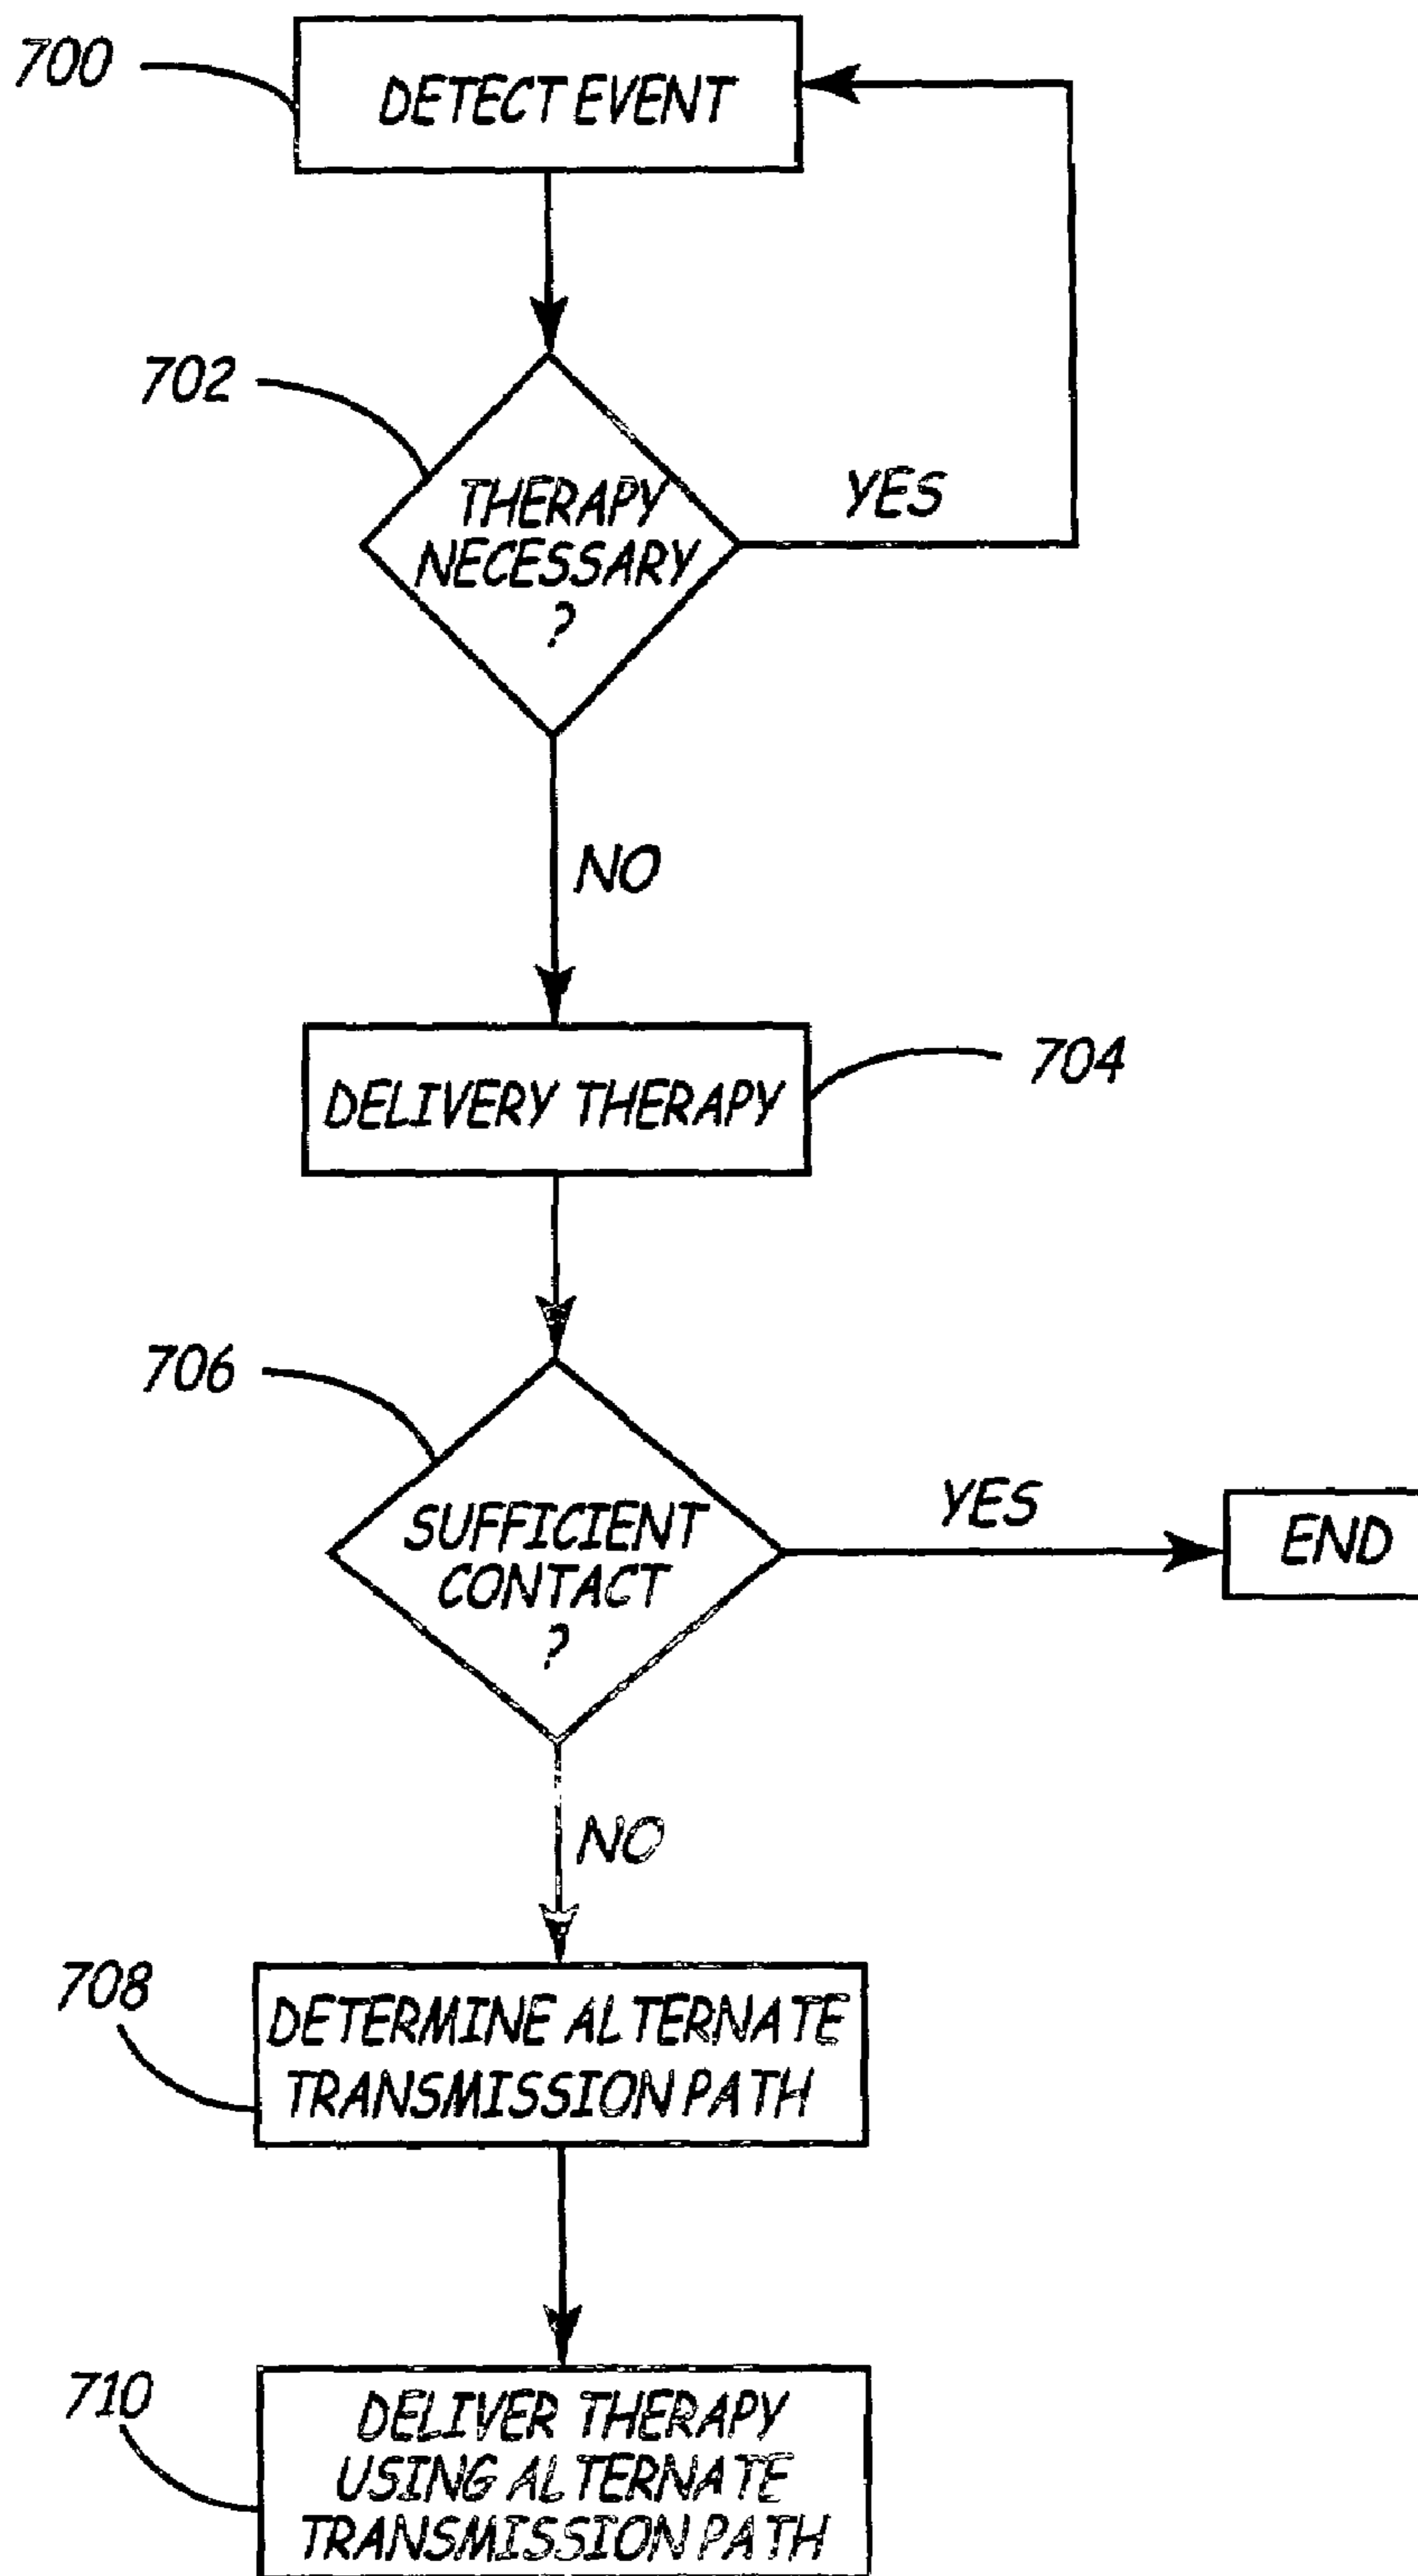 700
DETECT EVENT
702
THERAPY
NECESSARY
?
YES
NO
DELIVERY THERAPY
704
706
SUFFICIENT
CONTACT
?
YES
END
NO
708
DETERMINE ALTERNATE
TRANSMISSION PATH
710
DELIVER THERAPY
USING ALTERNATE
TRANSMISSION PATH